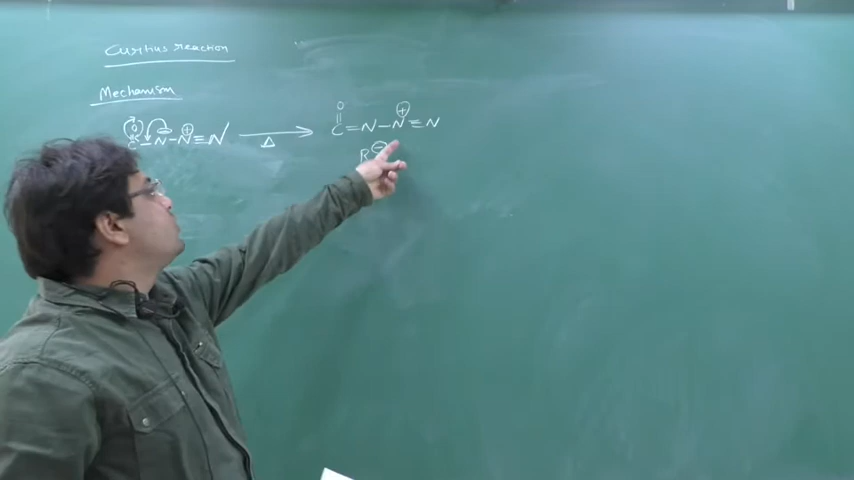 Curtius reaction
Mechanism
C – N – N ≡ N ⊕ → Δ
O
C = N – N ≡ N ⊕
R ⊖